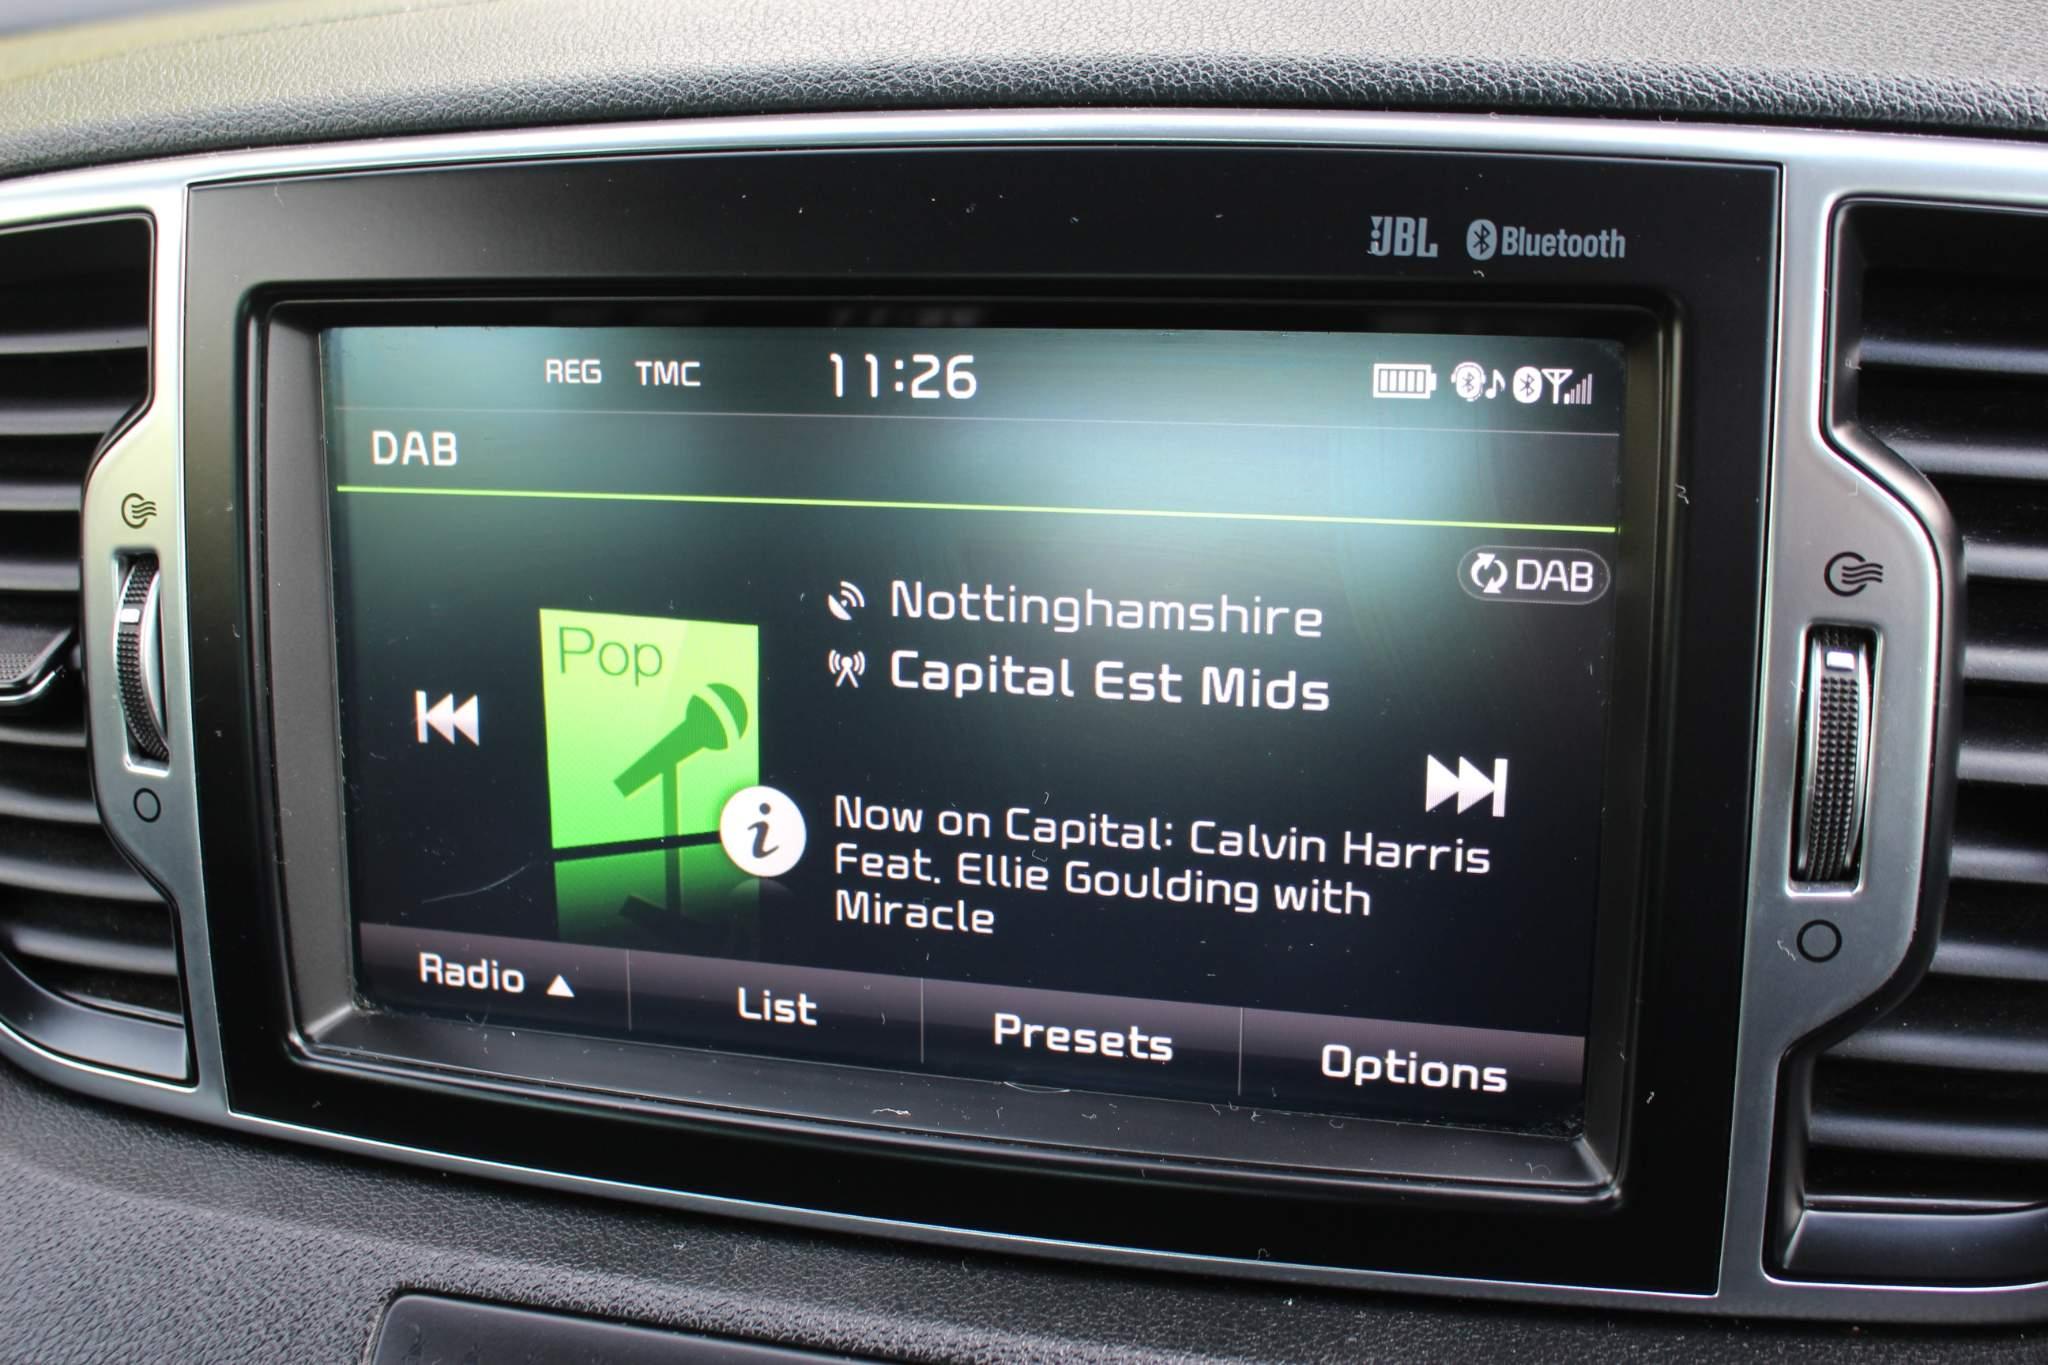 JBL Bluetooth
REG TMC 11:26
DAB
DAB
Nottinghamshire
Capital Est Mids
Pop
Now on Capital: Calvin Harris
Feat. Ellie Goulding with
Miracle
Radio ▲ List Presets Options